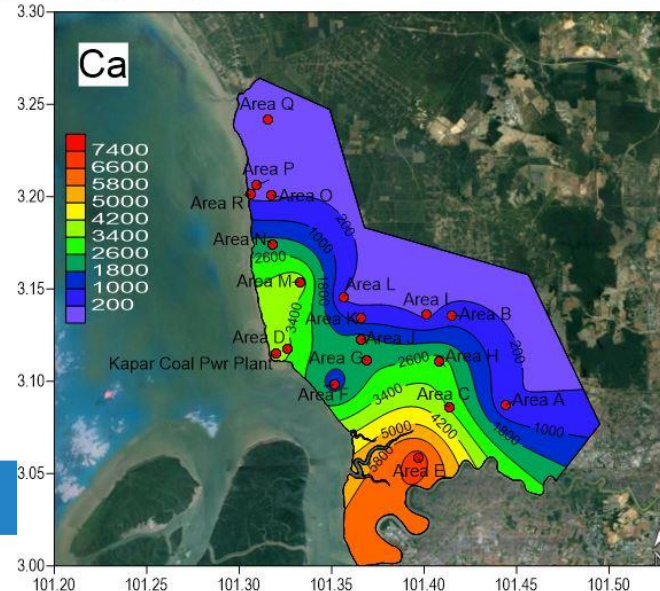 3.30
Ca
3.25
Area Q
7400
6600
5800
5000
4200
3400
2600
1800
1000
200
Area P
3.20
Area R
Area O
200
Area N
1000
2600
3.15
Area M
1800
Area L
3400
Area K
Area I
Area B
Area D
Area J
200
Kapar Coal Pwr Plant
Area G
2600
Area H
3.10
Area F
3400
Area C
Area A
4200
1000
5000
1800
3.05
5800
Area E
3.00
101.20 101.25 101.30 101.35 101.40 101.45 101.50